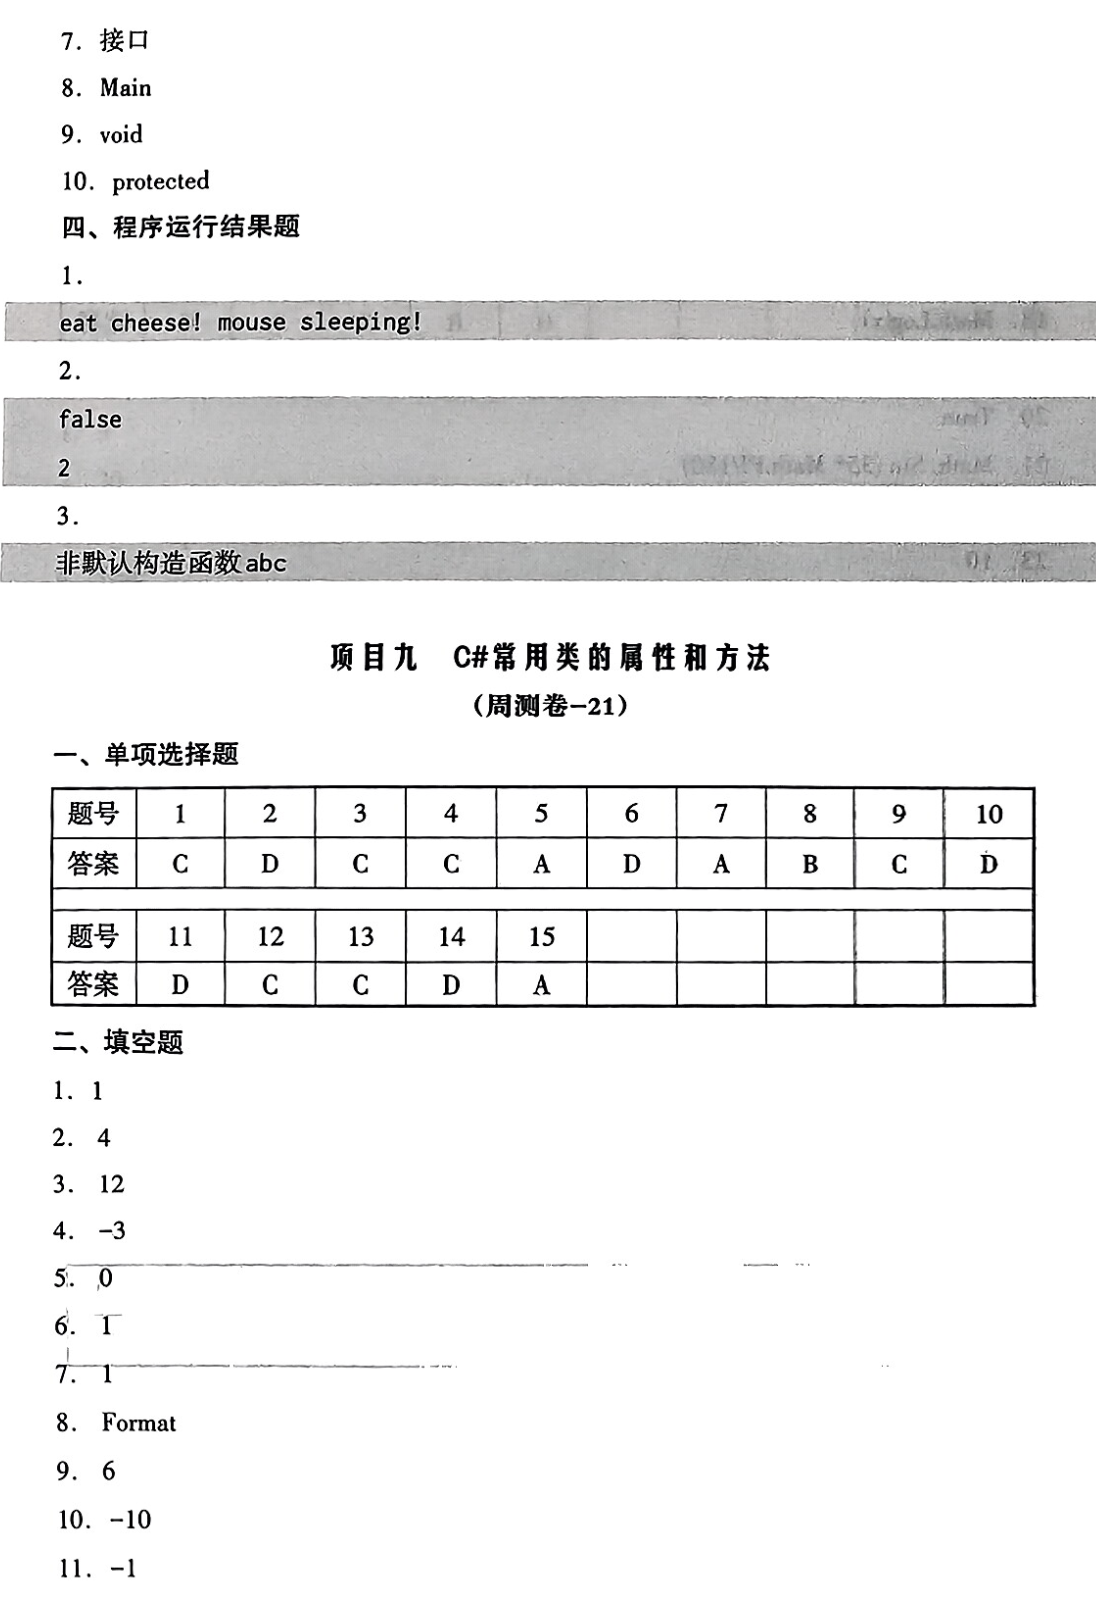 7. 接口
8. Main
9. void
10. protected
四、程序运行结果题
1.
eat cheese! mouse sleeping!
2.
false
2
3.
非默认构造函数abc
项目九 C#常用类的属性和方法
（周测卷-21）
一、单项选择题
题号 1 2 3 4 5 6 7 8 9 10
答案 C D C C A D A B C D
题号 11 12 13 14 15
答案 D C C D A
二、填空题
1. 1
2. 4
3. 12
4. -3
5. 0
6. 1
7. 1
8. Format
9. 6
10. -10
11. -1